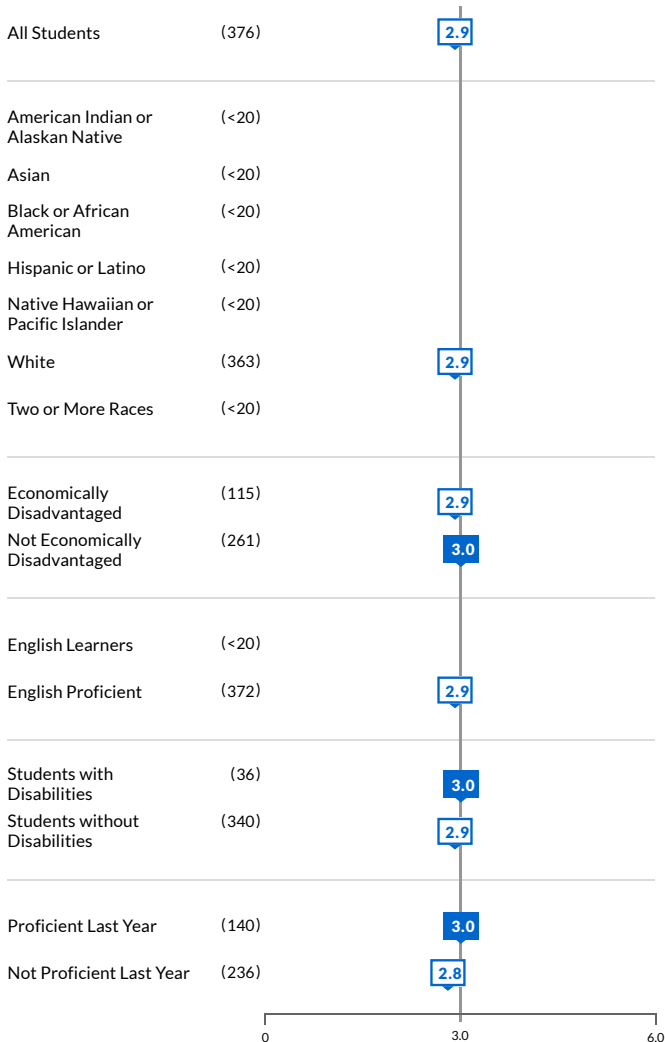 All Students (376) 2.9
American Indian or (<20)
Alaskan Native
Asian (<20)
Black or African (<20)
American
Hispanic or Latino (<20)
Native Hawaiian or (<20)
Pacific Islander
White (363) 2.9
Two or More Races (<20)
Economically (115) 2.9
Disadvantaged
Not Economically (261) 3.0
Disadvantaged
English Learners (<20)
English Proficient (372) 2.9
Students with (36) 3.0
Disabilities
Students without (340) 2.9
Disabilities
Proficient Last Year (140) 3.0
Not Proficient Last Year (236) 2.8
0 3.0 6.0